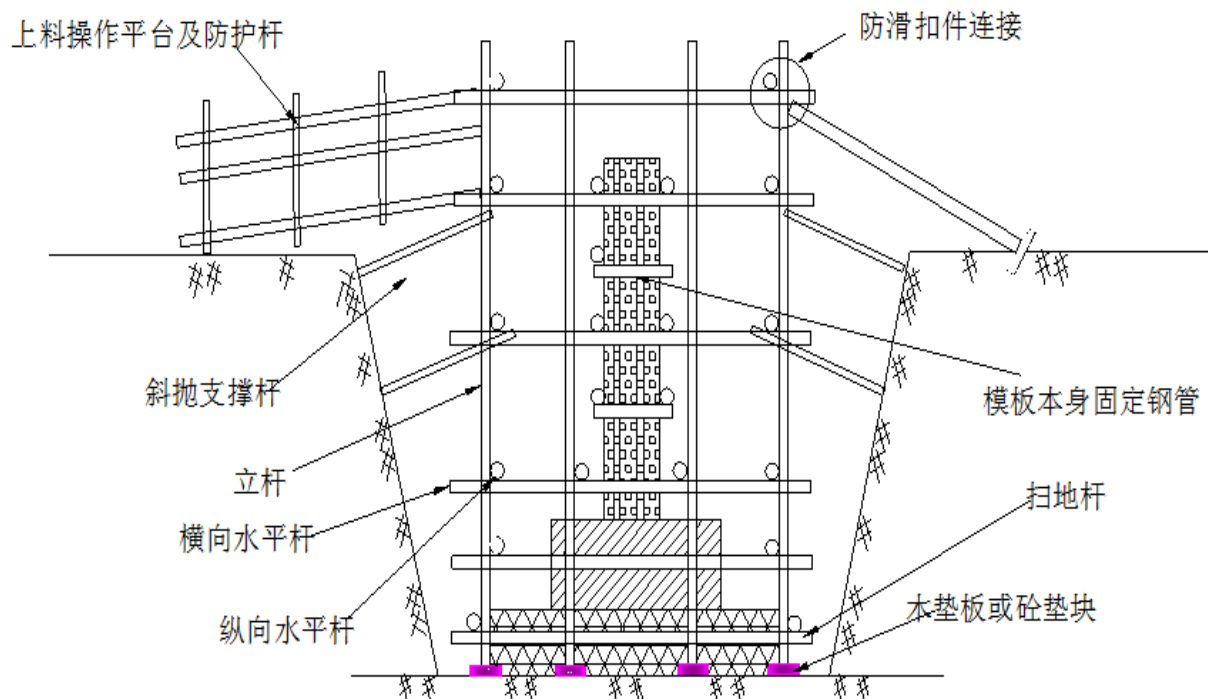 上料操作平台及防护杆
防滑扣件连接
斜抛支撑杆
模板本身固定钢管
立杆
扫地杆
横向水平杆
木垫板或砼垫块
纵向水平杆